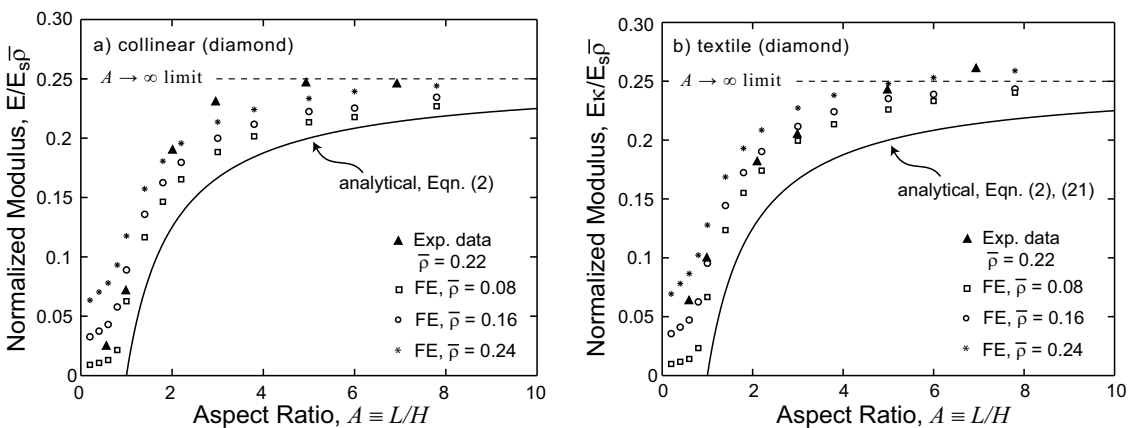 0.30
a) collinear (diamond)
0.25
A → ∞ limit
0.20
0.15
0.1
0.05
0
analytical, Eqn. (2)
Exp. data
ρ̅ = 0.22
FE, ρ̅ = 0.08
FE, ρ̅ = 0.16
FE, ρ̅ = 0.24
0 2 4 6 8 10
Aspect Ratio, A ≡ L/H
Normalized Modulus, E/Esρ̅
0.30
b) textile (diamond)
0.25
A → ∞ limit
0.20
0.15
0.1
0.05
0
analytical, Eqn. (2), (21)
Exp. data
ρ̅ = 0.22
FE, ρ̅ = 0.08
FE, ρ̅ = 0.16
FE, ρ̅ = 0.24
0 2 4 6 8 10
Aspect Ratio, A ≡ L/H
Normalized Modulus, Eκ/Esρ̅